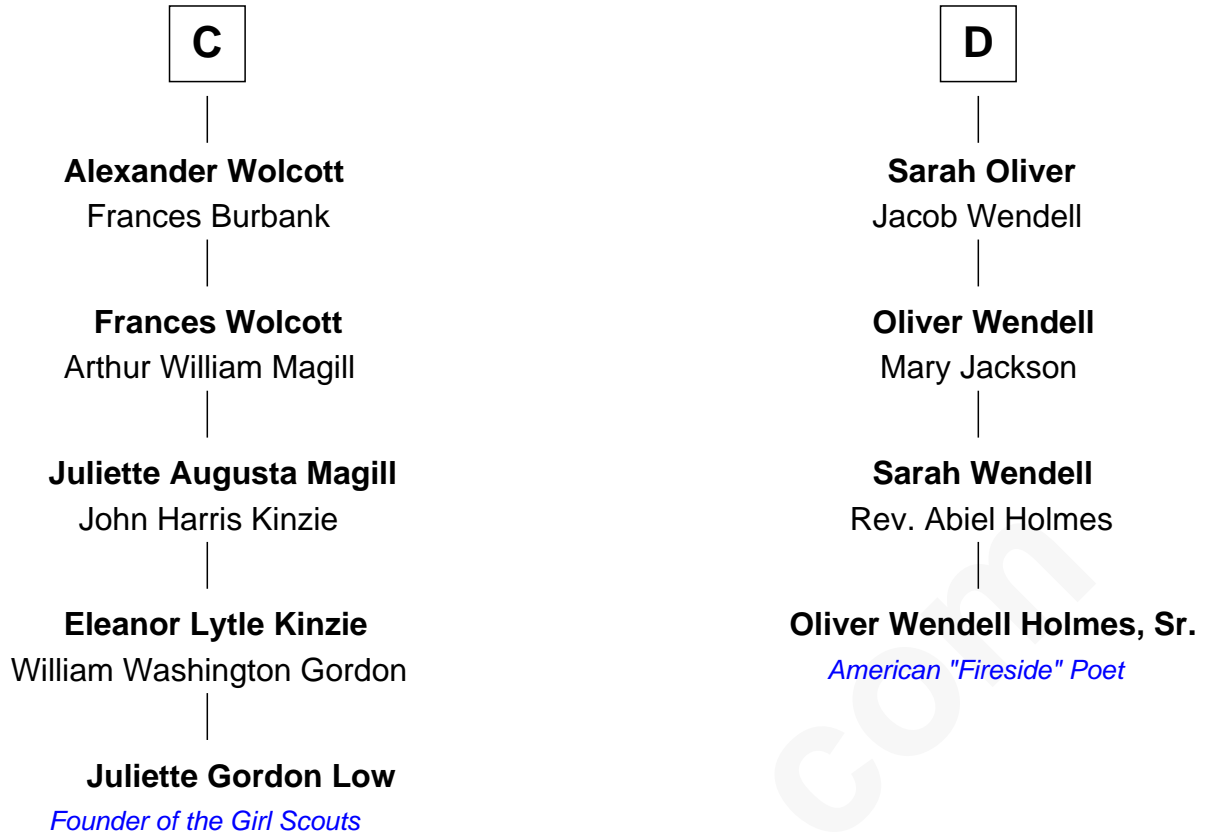 C
Alexander Wolcott
Frances Burbank
Frances Wolcott
Arthur William Magill
Juliette Augusta Magill
John Harris Kinzie
Eleanor Lytle Kinzie
William Washington Gordon
Juliette Gordon Low
Founder of the Girl Scouts
D
Sarah Oliver
Jacob Wendell
Oliver Wendell
Mary Jackson
Sarah Wendell
Rev. Abiel Holmes
Oliver Wendell Holmes, Sr.
American "Fireside" Poet
com